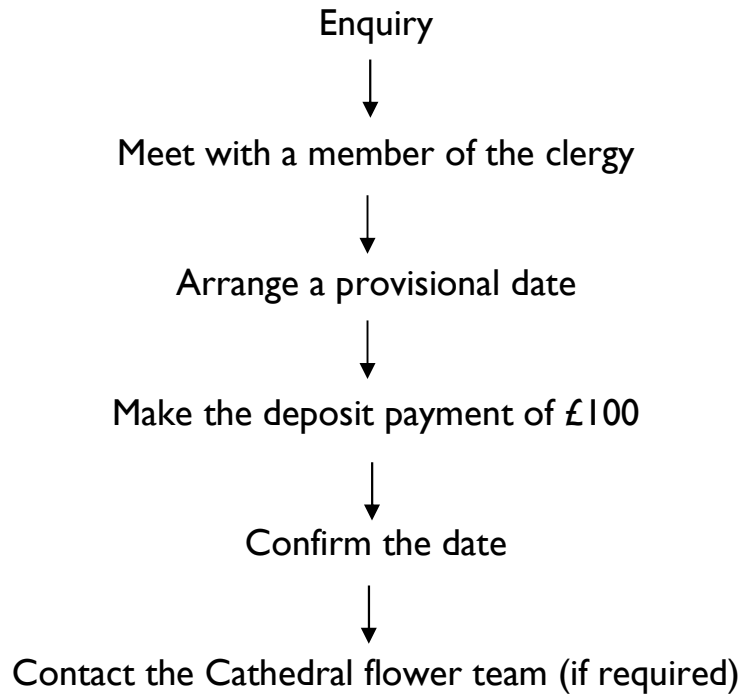 Enquiry
Meet with a member of the clergy
Arrange a provisional date
Make the deposit payment of £100
Confirm the date
Contact the Cathedral flower team (if required)